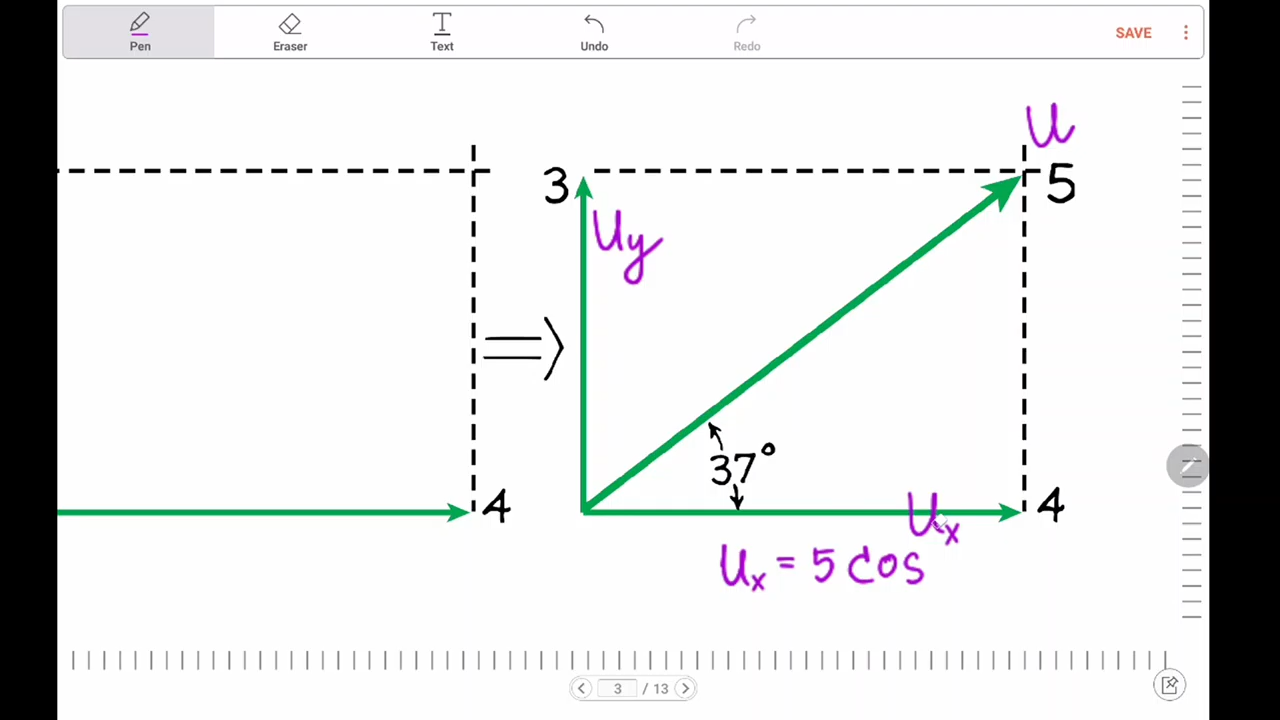 Pen Eraser Text Undo Redo SAVE
U
3 5
Uy
=>
37°
4 4
Ux
Ux = 5 cos
3 / 13